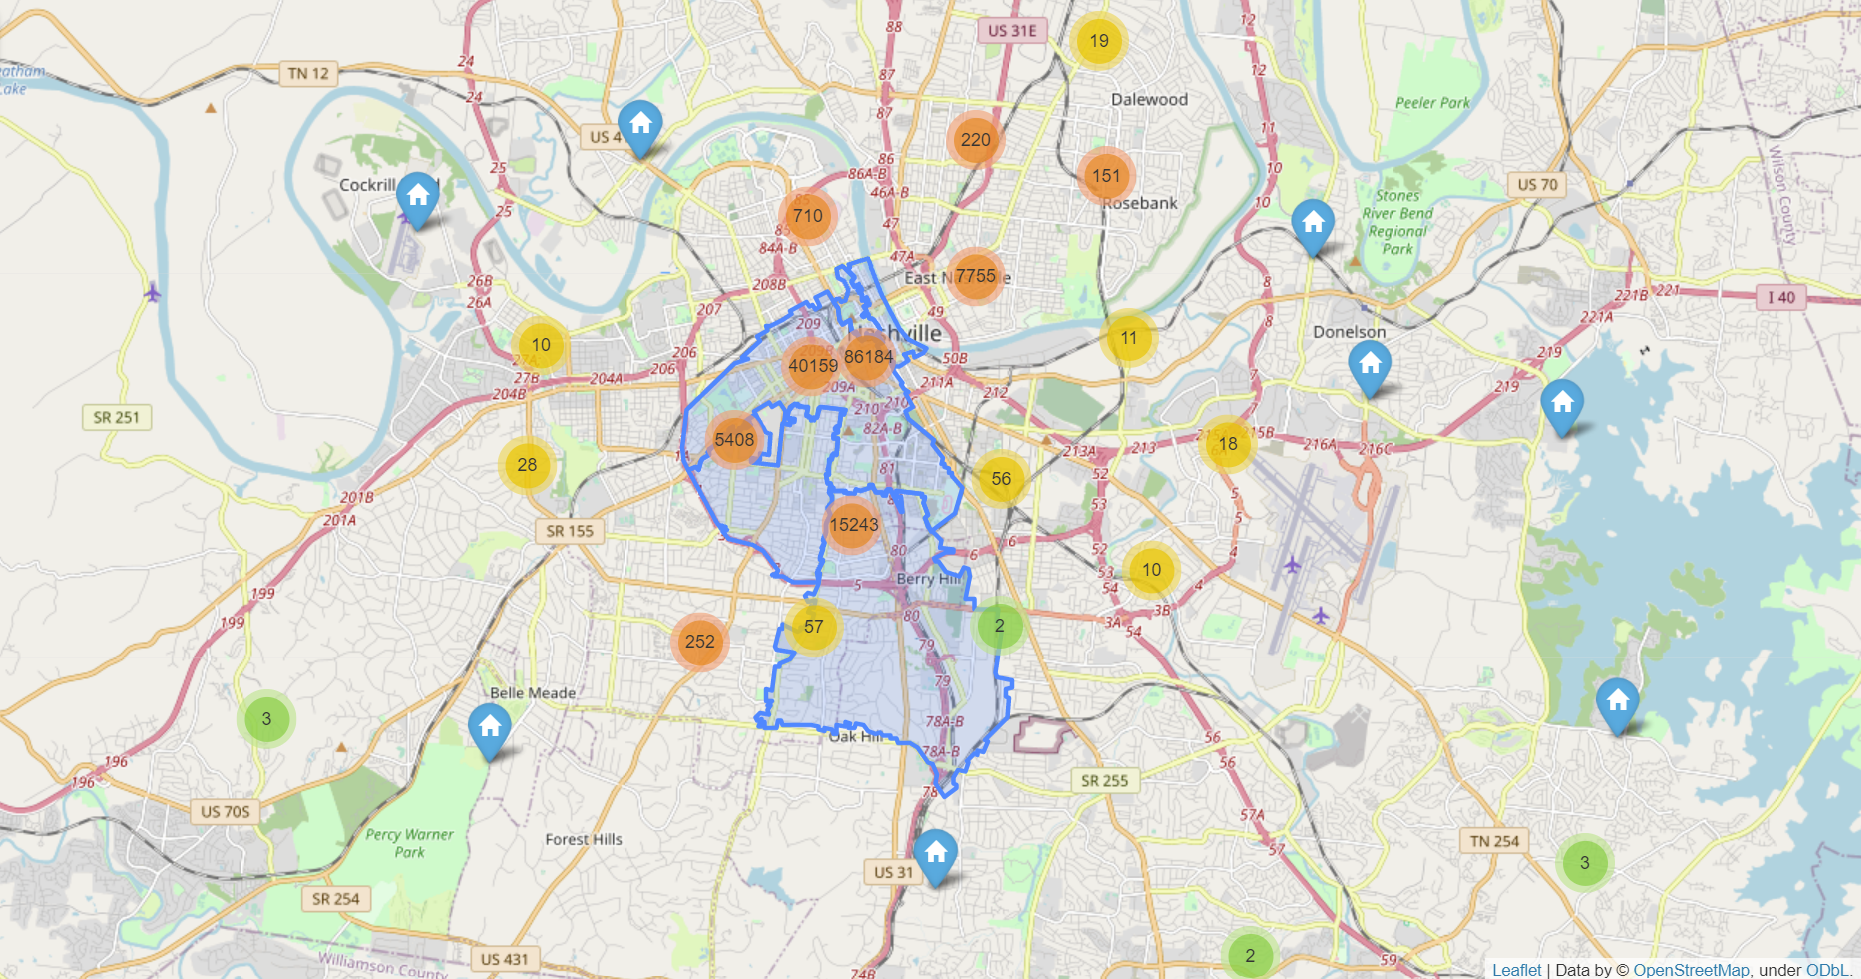 88
US 31E
19
12
24
TN 12
87
12
atham
Lake
24
87
Dalewood
Peeler Park
US 4
220
11
11
86
25
86A-B
10
151
US 70
Wilson County
Cockrill
46A-B
Stones
River Bend
Regional
Park
25
710
47
10
Rosebank
84A-B
47A
East N
7755
e
26B
208B
8
221B
221
I 40
26A
207
49
221A
209
8
Donelson
10
11
hville
27A
206
40159
86184
50B
219
27B
204A
206
209A
211A
7
219
204B
212
SR 251
210
210
7
5408
82A-B
18
215B
216A
216C
213A
213
28
81
52
56
201B
53
5
201A
15243
5
SR 155
80
6
6
52
4
Berry Hill
53
10
199
5
54
4
80
3B
199
57
2
3A
54
252
79
79
Belle Meade
3
78A-B
Oak Hill
56
78A-B
196
196
56
SR 255
78
US 70S
57A
Percy Warner
Park
Forest Hills
57
TN 254
3
US 31
SR 254
2
US 431
Williamson County
59
74B
Leaflet | Data by © OpenStreetMap, under ODbL.